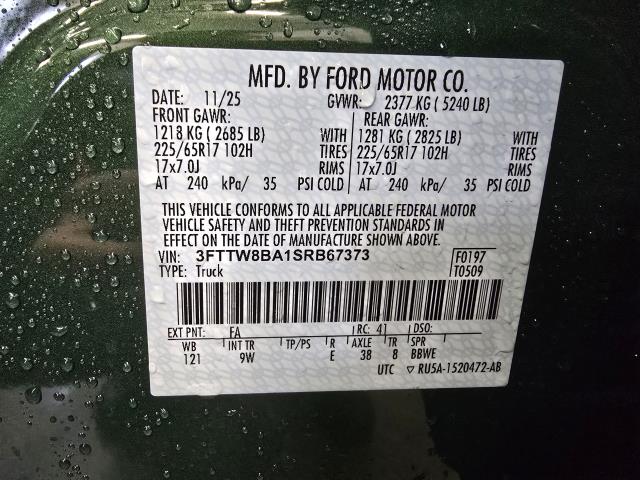 MFD. BY FORD MOTOR CO.
DATE: 11/25 GVWR: 2377 KG ( 5240 LB)
FRONT GAWR: REAR GAWR:
1218 KG ( 2685 LB) WITH 1281 KG ( 2825 LB) WITH
225/65R17 102H TIRES 225/65R17 102H TIRES
17x7.0J RIMS 17x7.0J RIMS
AT 240 kPa/ 35 PSI COLD AT 240 kPa/ 35 PSI COLD
THIS VEHICLE CONFORMS TO ALL APPLICABLE FEDERAL MOTOR
VEHICLE SAFETY AND THEFT PREVENTION STANDARDS IN
EFFECT ON THE DATE OF MANUFACTURE SHOWN ABOVE.
VIN: 3FTTW8BA1SRB67373 F0197
TYPE: Truck T0509
EXT PNT: FA RC: 41 DSO:
WB INT TR TP/PS R AXLE TR SPR
121 9W E 38 8 BBWE
UTC ▽ RU5A-1520472-AB